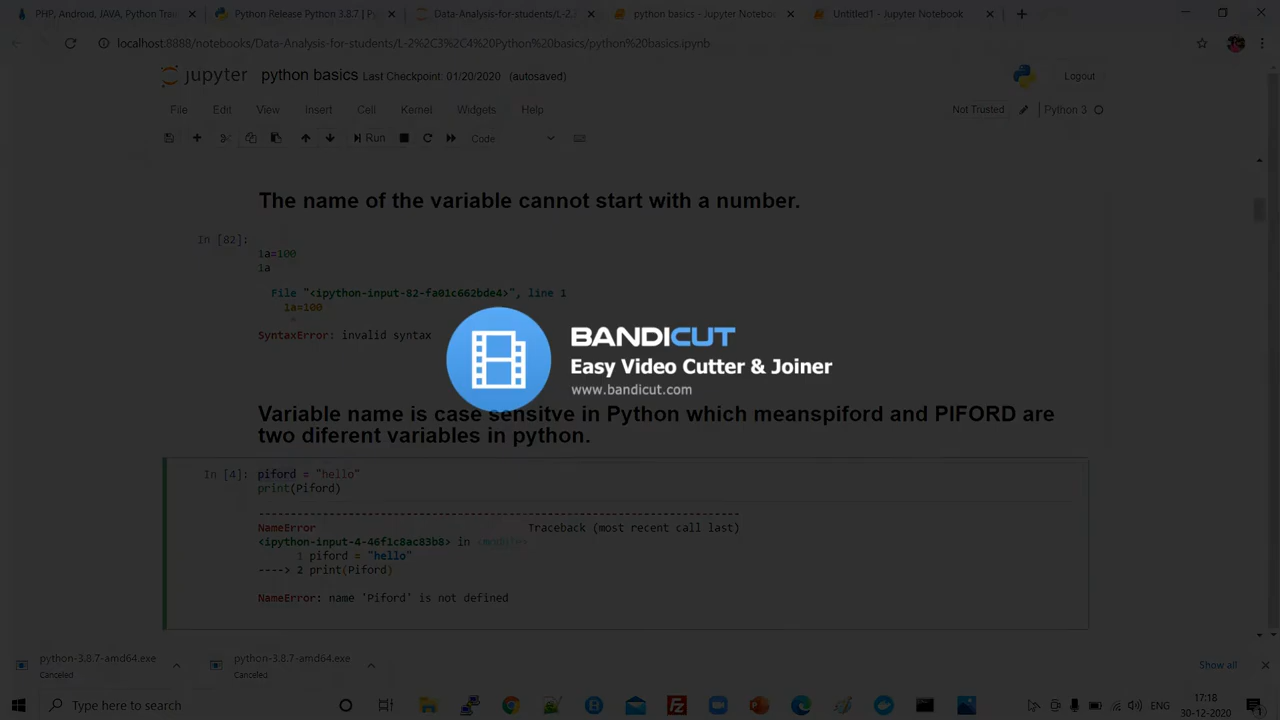 PHP, Android, JAVA, Python Trai
Python Release Python 3.8.7 | Py
Data-Analysis-for-students/L-2.
python basics - Jupyter Notebook
Untitled1 - Jupyter Notebook
localhost:8888/notebooks/Data-Analysis-for-students/L-2%2C3%2C4%20Python%20basics/python%20basics.ipynb
jupyter python basics Last Checkpoint: 01/20/2020 (autosaved)
Logout
File Edit View Insert Cell Kernel Widgets Help
Not Trusted
Python 3
Run
Code
The name of the variable cannot start with a number.
In [82]:
1a=100
1a
File "<ipython-input-82-fa01c662bde4>", line 1
1a=100
^
SyntaxError: invalid syntax
BANDICUT
Easy Video Cutter & Joiner
www.bandicut.com
Variable name is case sensitve in Python which meanspiford and PIFORD are
two diferent variables in python.
In [4]: piford = "hello"
print(Piford)
---------------------------------------------------------------------------
NameError Traceback (most recent call last)
<ipython-input-4-46f1c8ac83b8> in <module>
1 piford = "hello"
----> 2 print(Piford)
NameError: name 'Piford' is not defined
python-3.8.7-amd64.exe
Canceled
python-3.8.7-amd64.exe
Canceled
Show all
Type here to search
ENG
17:18
30-12-2020